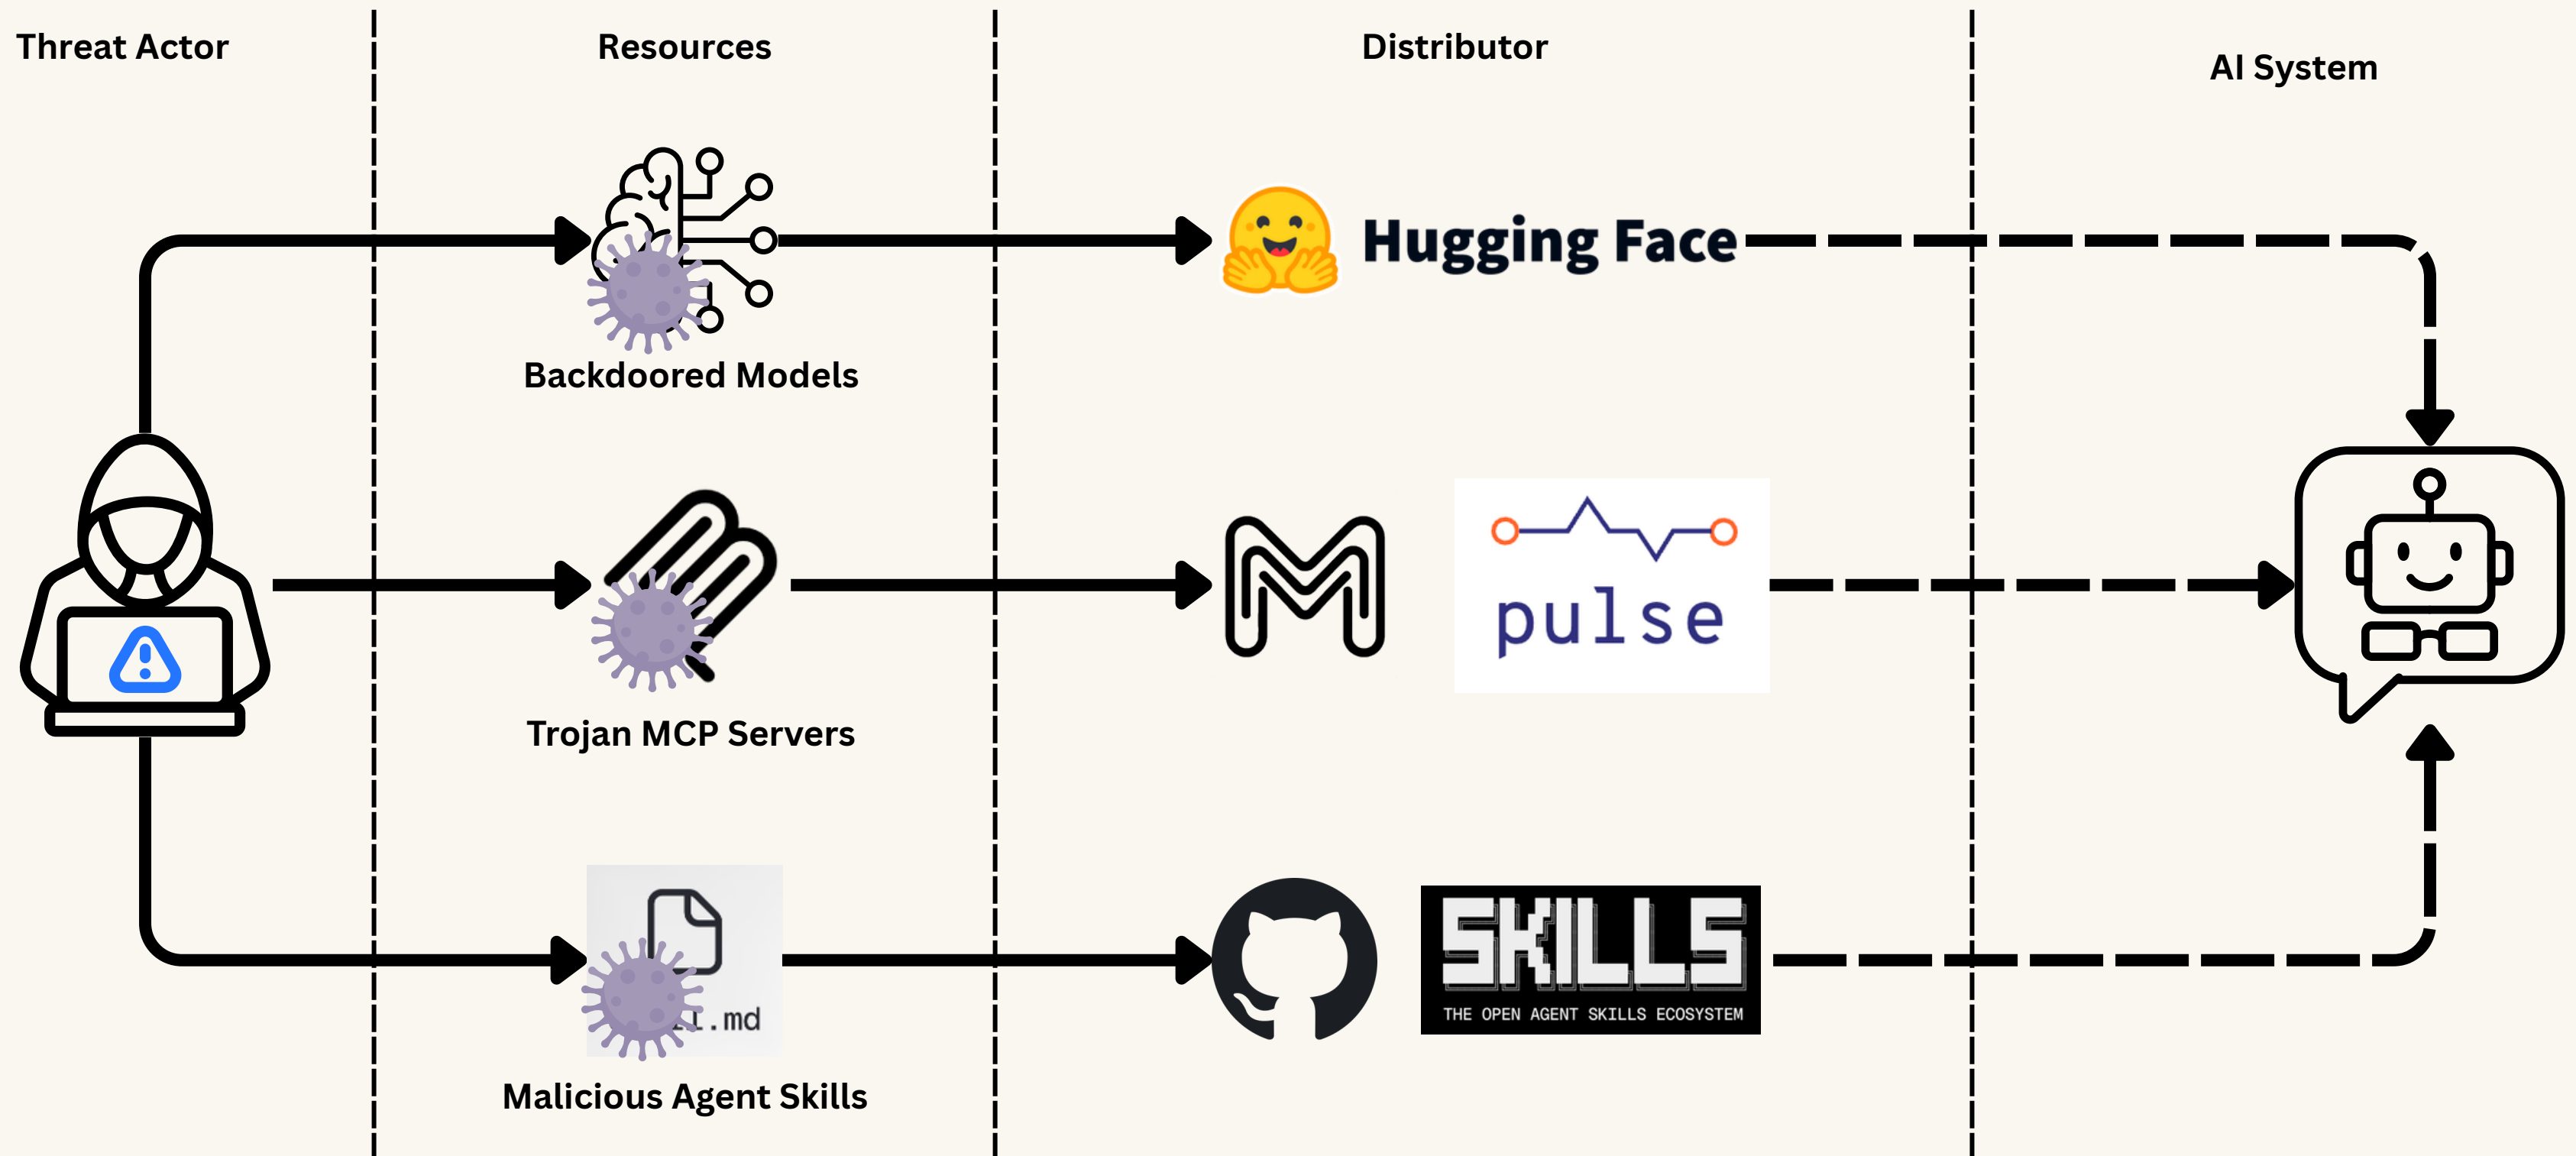 Threat Actor
Resources
Distributor
AI System
Hugging Face
Backdoored Models
pulse
Trojan MCP Servers
.md
SKILLS
THE OPEN AGENT SKILLS ECOSYSTEM
Malicious Agent Skills